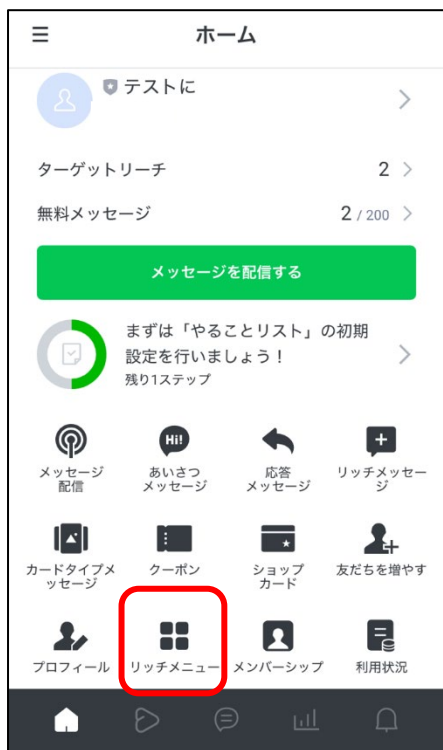 ホーム
テストに
ターゲットリーチ 2
無料メッセージ 2 / 200
メッセージを配信する
まずは「やることリスト」の初期
設定を行いましょう！
残り1ステップ
Hi!
メッセージ
配信
あいさつ
メッセージ
応答
メッセージ
リッチメッセー
ジ
カードタイプメ
ッセージ
クーポン
ショップ
カード
友だちを増やす
プロフィール
リッチメニュー
メンバーシップ
利用状況